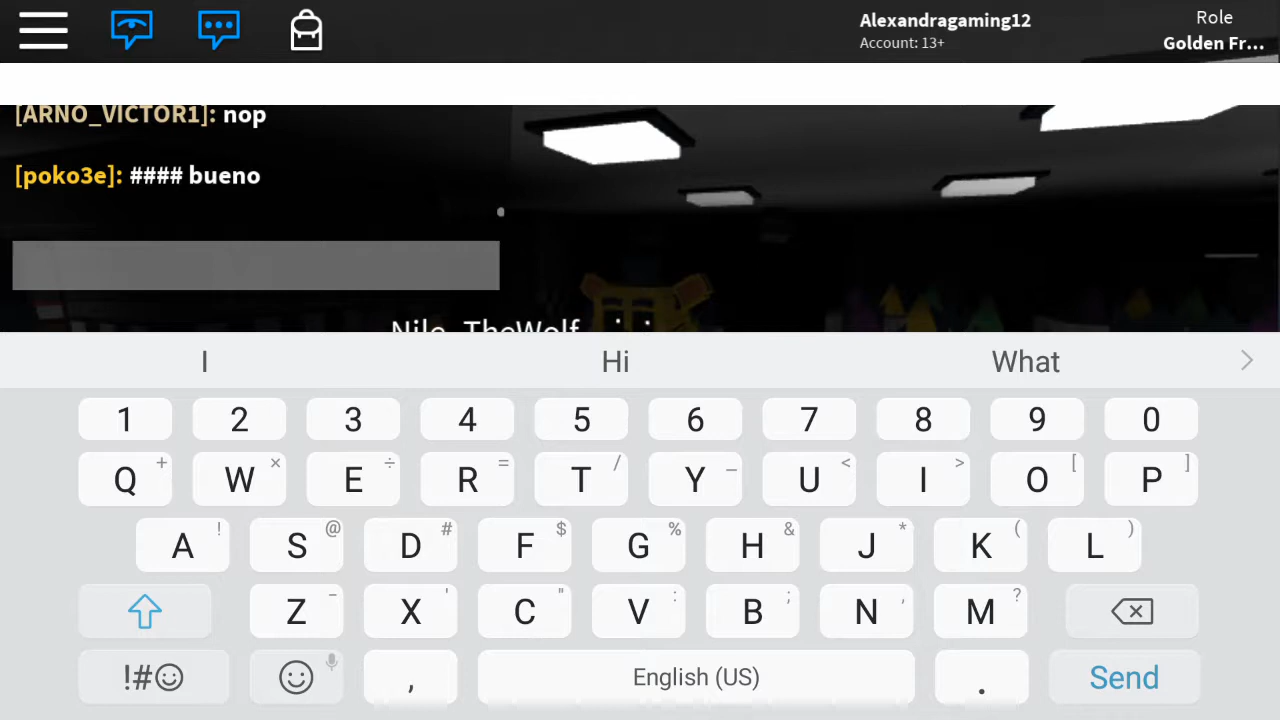 Alexandragaming12
Account: 13+
Role
Golden Fr...
[ARNO_VICTOR1]: nop
[poko3e]: #### bueno
Nilo_TheWolf
I Hi What
1 2 3 4 5 6 7 8 9 0
Q + W × E ÷ R = T / Y _ U < I > O [ P ]
A ! S @ D # F $ G % H & J * K ( L )
Z - X ' C " V : B ; N , M ?
!#☺ , English (US) . Send